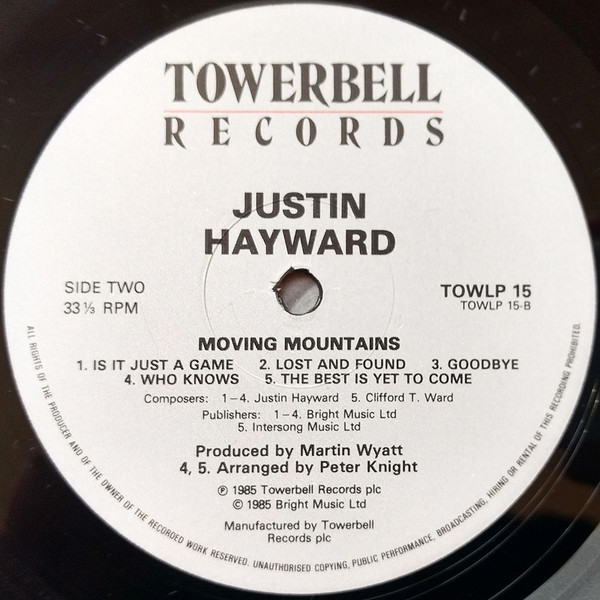 TOWERBELL
RECORDS
JUSTIN
HAYWARD
SIDE TWO
33 ⅓ RPM
TOWLP 15
TOWLP 15-B
MOVING MOUNTAINS
1. IS IT JUST A GAME 2. LOST AND FOUND 3. GOODBYE
4. WHO KNOWS 5. THE BEST IS YET TO COME
Composers: 1–4. Justin Hayward 5. Clifford T. Ward
Publishers: 1–4. Bright Music Ltd
5. Intersong Music Ltd
Produced by Martin Wyatt
4, 5. Arranged by Peter Knight
℗ 1985 Towerbell Records plc
© 1985 Bright Music Ltd
Manufactured by Towerbell
Records plc
ALL RIGHTS OF THE PRODUCER AND OF THE OWNER OF THE RECORDED WORK RESERVED. UNAUTHORISED COPYING, PUBLIC PERFORMANCE, BROADCASTING, HIRING OR RENTAL OF THIS RECORDING PROHIBITED.